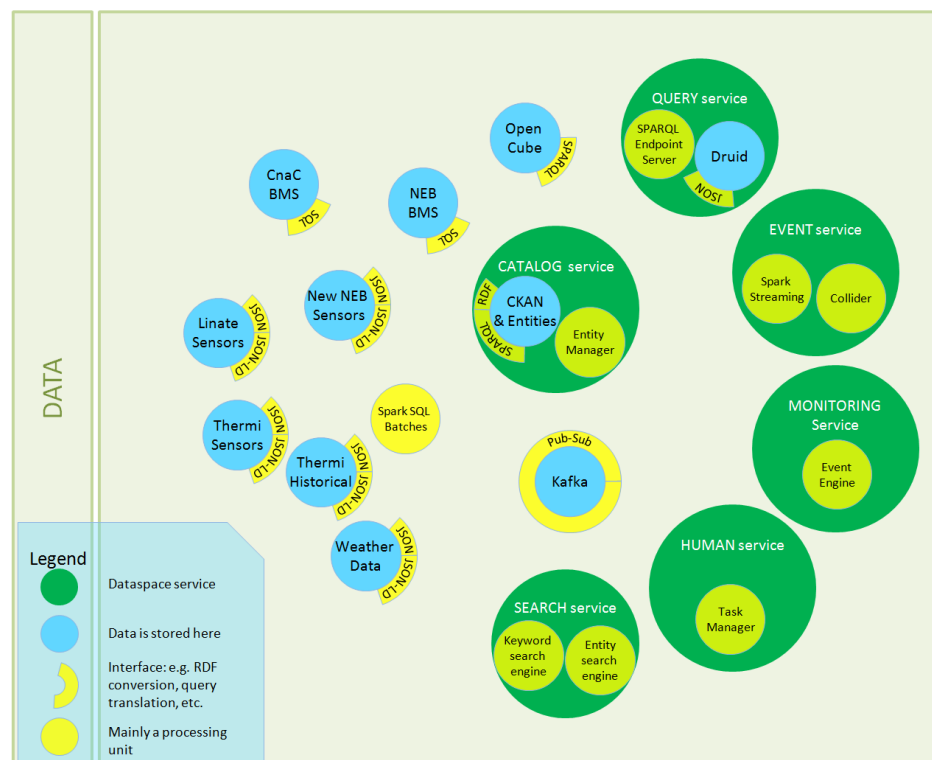 DATA
QUERY service
SPARQL
Endpoint
Server
Druid
JSON
Open
Cube
SPARQL
CnaC
BMS
SQL
NEB
BMS
SQL
EVENT service
Spark
Streaming
Collider
CATALOG service
RDF
CKAN
& Entities
SPARQL
Entity
Manager
New NEB
Sensors
JSON
JSON-LD
Linate
Sensors
JSON
JSON-LD
Thermi
Sensors
JSON
JSON-LD
Spark SQL
Batches
Thermi
Historical
JSON
JSON-LD
MONITORING
Service
Event
Engine
Pub-Sub
Kafka
Weather
Data
JSON
JSON-LD
HUMAN service
Task
Manager
SEARCH service
Keyword
search
engine
Entity
search
engine
Legend
Dataspace service
Data is stored here
Interface: e.g. RDF
conversion, query
translation, etc.
Mainly a processing
unit